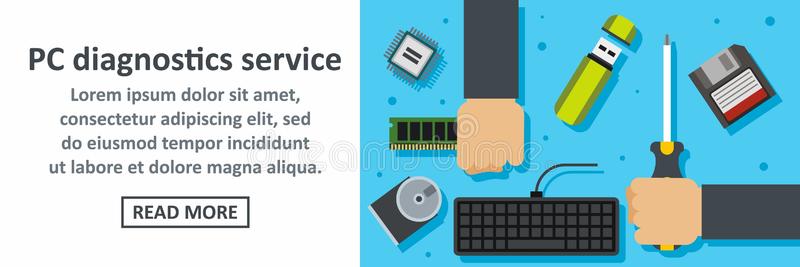 PC diagnostics service
Lorem ipsum dolor sit amet,
consectetur adipiscing elit, sed
do eiusmod tempor incididunt
ut labore et dolore magna aliqua.
READ MORE
dreamstime